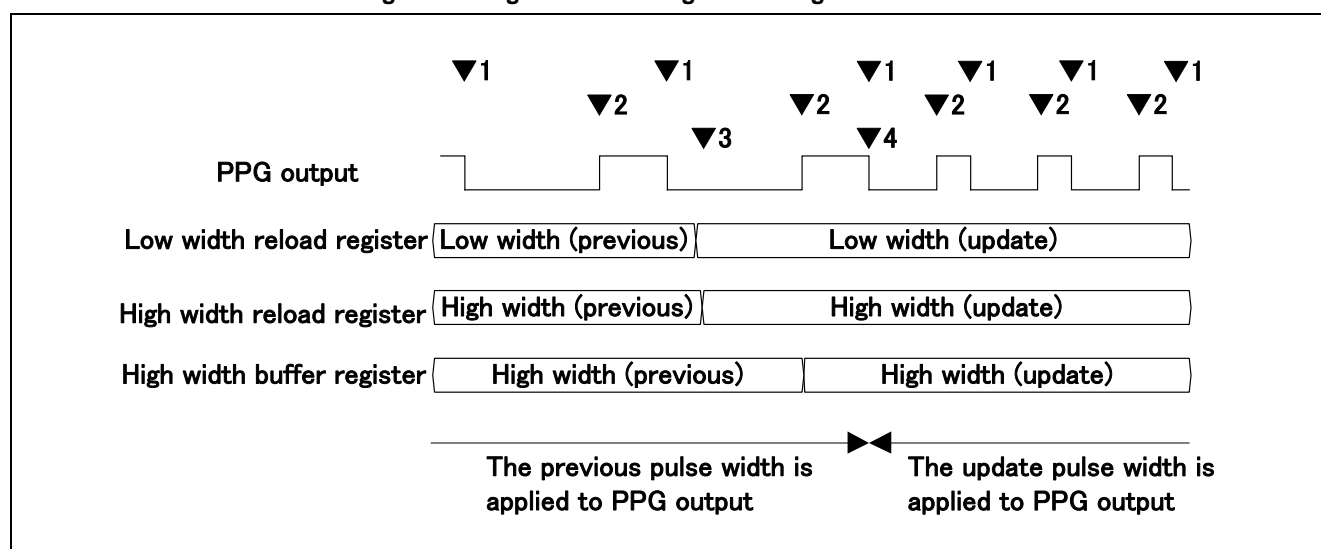 ▼1 ▼1 ▼1 ▼1 ▼1 ▼1
▼2 ▼2 ▼2 ▼2 ▼2
▼3 ▼4
PPG output
Low width reload register Low width (previous) Low width (update)
High width reload register High width (previous) High width (update)
High width buffer register High width (previous) High width (update)
The previous pulse width is
applied to PPG output
The update pulse width is
applied to PPG output